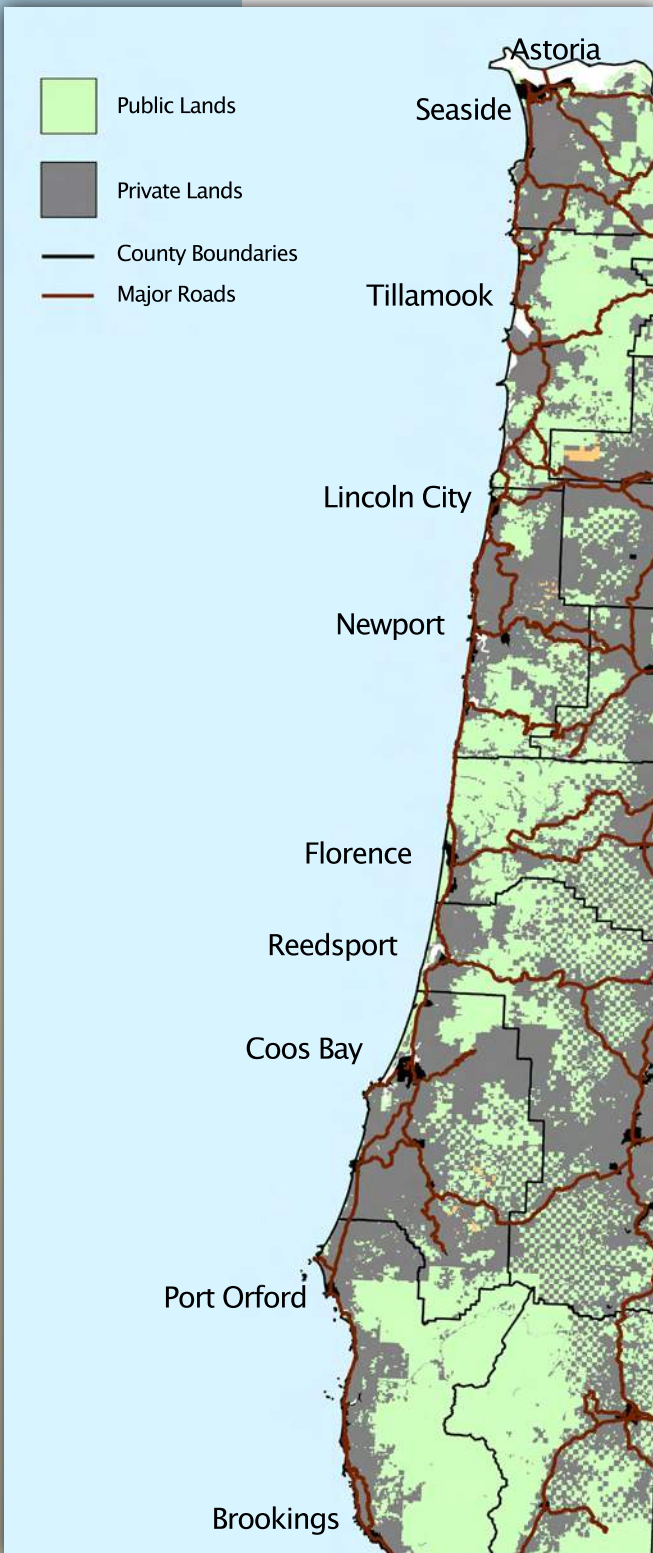 Astoria
Public Lands
Seaside
Private Lands
County Boundaries
Major Roads
Tillamook
Lincoln City
Newport
Florence
Reedsport
Coos Bay
Port Orford
Brookings